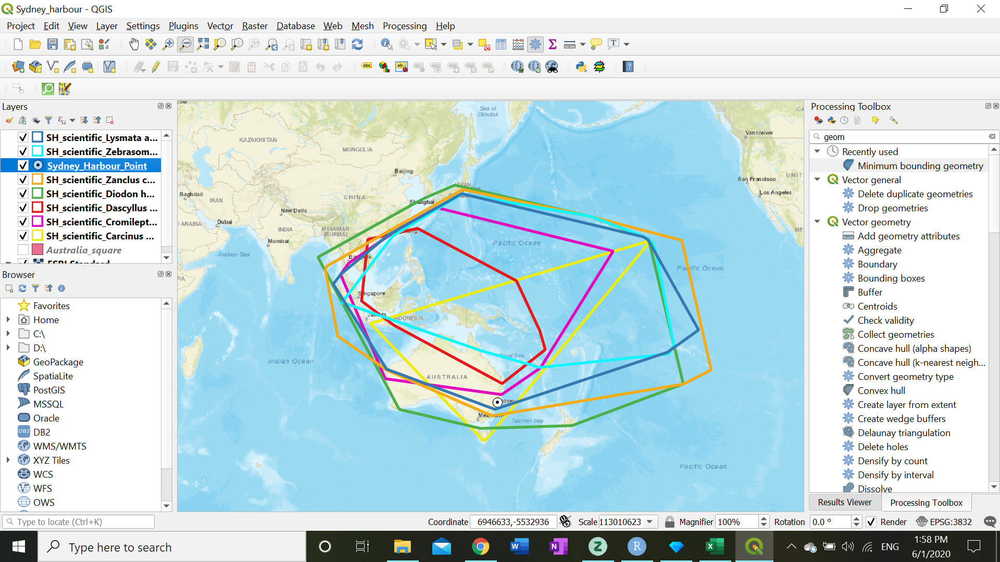 Sydney_harbour - QGIS
Project Edit View Layer Settings Plugins Vector Raster Database Web Mesh Processing Help
Layers
SH_scientific_Lysmata a...
SH_scientific_Zebrasom...
Sydney_Harbour_Point
SH_scientific_Zanclus c...
SH_scientific_Diodon h...
SH_scientific_Dascyllus ...
SH_scientific_Cromilept...
SH_scientific_Carcinus ...
Australia_square
ESRI Standard
Browser
Favorites
Home
C:\
D:\
GeoPackage
SpatiaLite
PostGIS
MSSQL
Oracle
DB2
WMS/WMTS
XYZ Tiles
WCS
WFS
OWS
Sea of Okhotsk
KAZAKHSTAN
MONGOLIA
Vancouver
Beijing
JAPAN
San Francisco
Los Angeles
Baghdad
IRAN
CHINA
Shanghai
New Delhi
Dubai
ARABIA
INDIA
MYANMAR (BURMA)
Mumbai
Arabian Sea
Pacific Ocean
Pacific Ocean
Singapore
INDONESIA
Indian Ocean
Coral Sea
AUSTRALIA
Tasman Sea
Pacific Ocean
Processing Toolbox
geom
Recently used
Minimum bounding geometry
Vector general
Delete duplicate geometries
Drop geometries
Vector geometry
Add geometry attributes
Aggregate
Boundary
Bounding boxes
Buffer
Centroids
Check validity
Collect geometries
Concave hull (alpha shapes)
Concave hull (k-nearest neigh...
Convert geometry type
Convex hull
Create layer from extent
Create wedge buffers
Delaunay triangulation
Delete holes
Densify by count
Densify by interval
Dissolve
Results Viewer Processing Toolbox
Type to locate (Ctrl+K) Coordinate 6946633,-5532936 Scale 113010623 Magnifier 100% Rotation 0.0 ° Render EPSG:3832
Type here to search
ENG
1:58 PM
6/1/2020